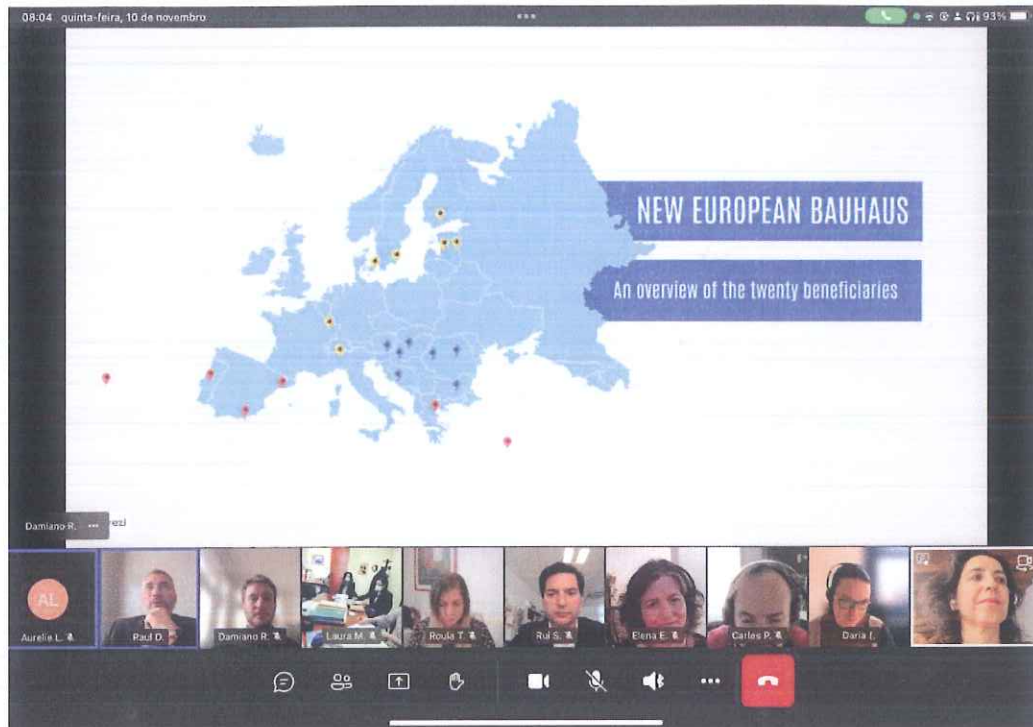 08:04 quinta-feira, 10 de novembro
93%
NEW EUROPEAN BAUHAUS
An overview of the twenty beneficiaries
Damiano R.
rezi
AL
Aurelie L.
Paul D.
Damiano R.
Laura M.
Roula T.
Rui S.
Elena E.
Carles P.
Daria I.